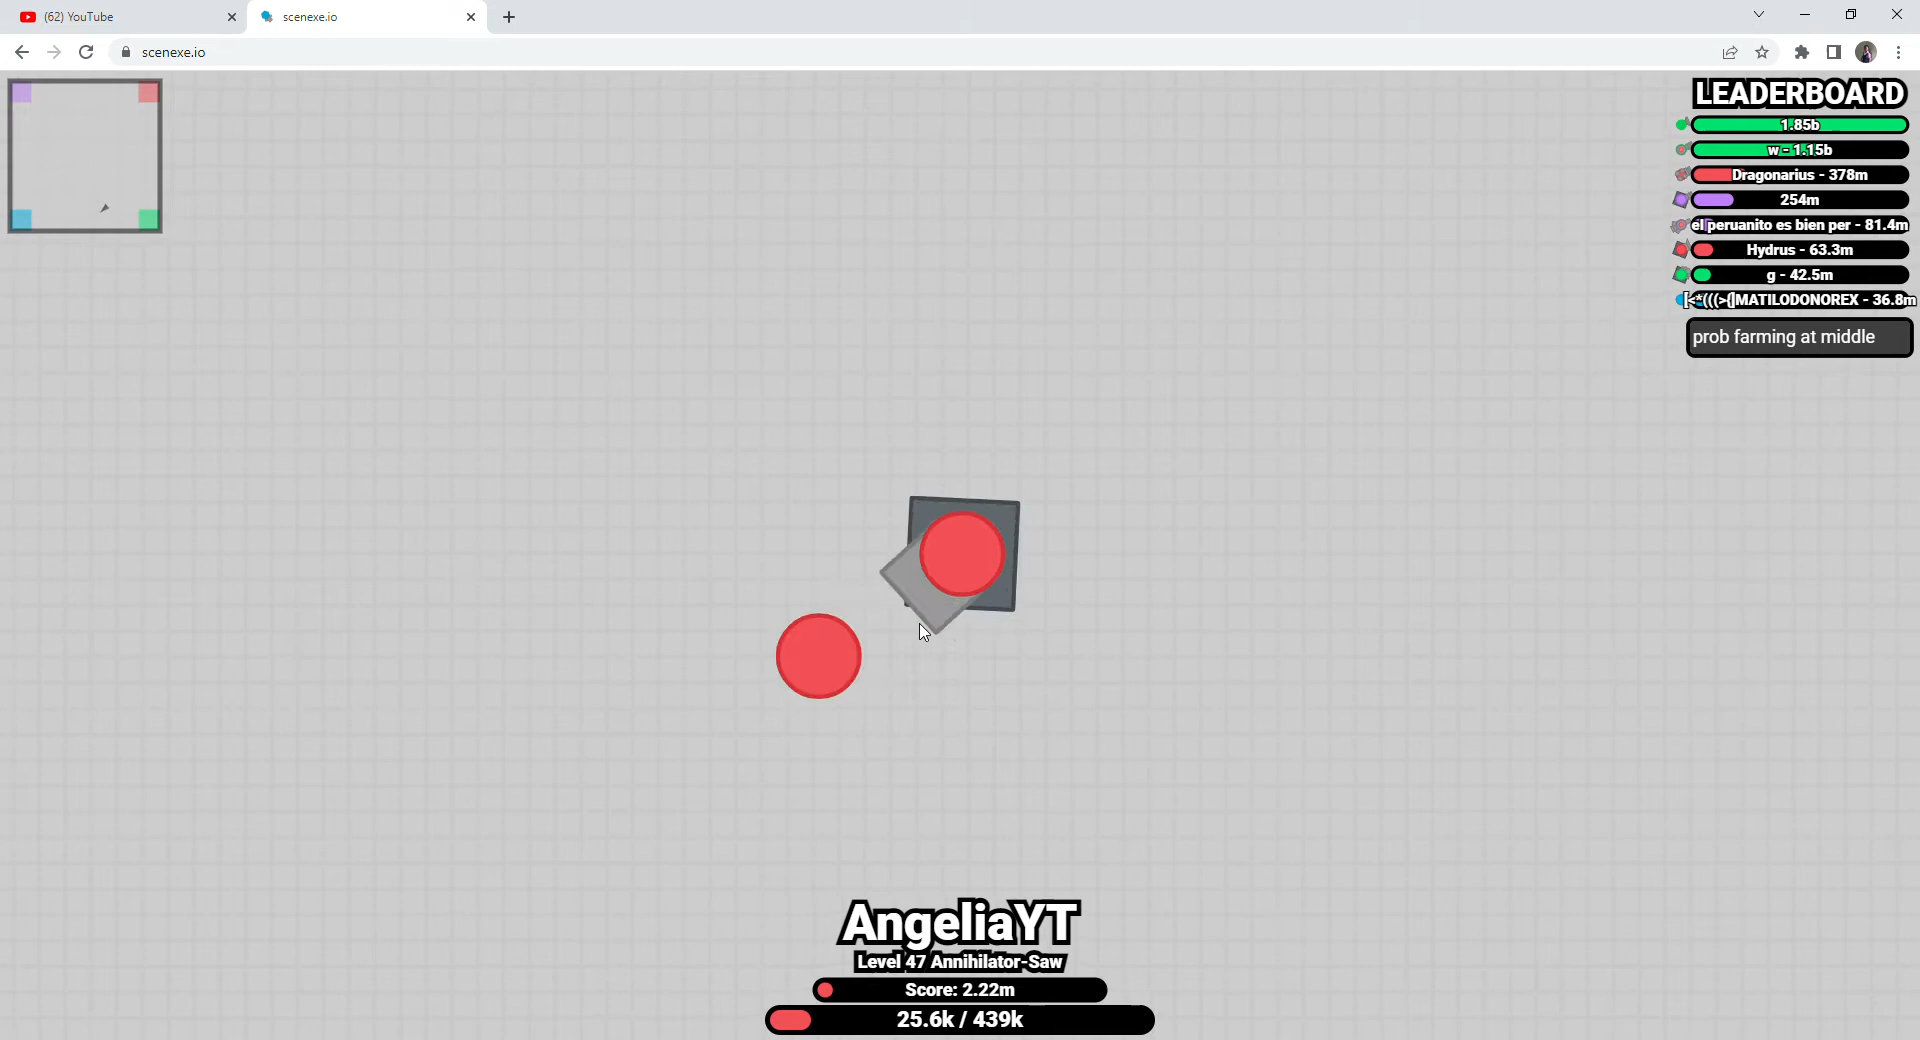 (62) YouTube
scenexe.io
scenexe.io
LEADERBOARD
1.85b
w - 1.15b
Dragonarius - 378m
254m
el peruanito es bien per - 81.4m
Hydrus - 63.3m
g - 42.5m
[<*(((>{]MATILODONOREX - 36.8m
prob farming at middle
AngeliaYT
Level 47 Annihilator-Saw
Score: 2.22m
25.6k / 439k